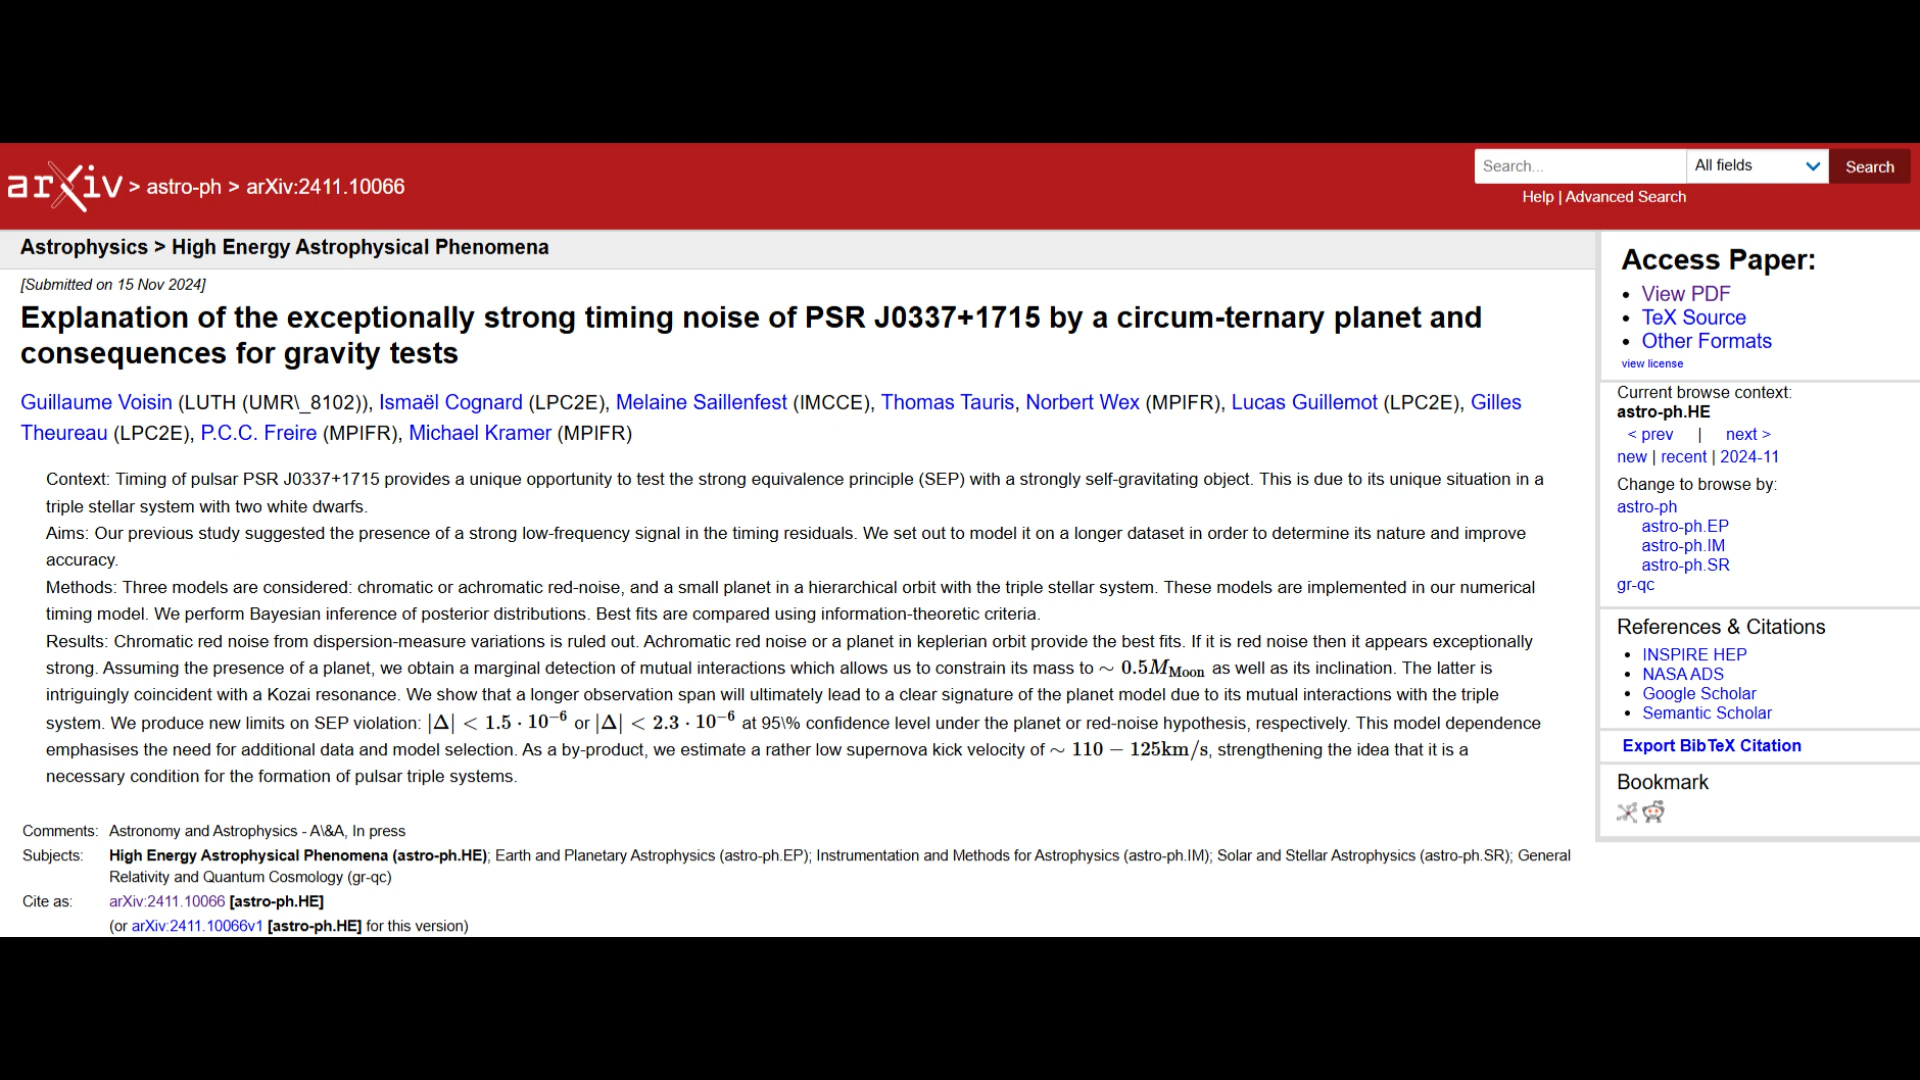 arXiv > astro-ph > arXiv:2411.10066
Search...
All fields
Search
Help | Advanced Search
Astrophysics > High Energy Astrophysical Phenomena
[Submitted on 15 Nov 2024]
Explanation of the exceptionally strong timing noise of PSR J0337+1715 by a circum-ternary planet and
consequences for gravity tests
Guillaume Voisin (LUTH (UMR\_8102)), Ismaël Cognard (LPC2E), Melaine Saillenfest (IMCCE), Thomas Tauris, Norbert Wex (MPIFR), Lucas Guillemot (LPC2E), Gilles
Theureau (LPC2E), P.C.C. Freire (MPIFR), Michael Kramer (MPIFR)
Context: Timing of pulsar PSR J0337+1715 provides a unique opportunity to test the strong equivalence principle (SEP) with a strongly self-gravitating object. This is due to its unique situation in a
triple stellar system with two white dwarfs.
Aims: Our previous study suggested the presence of a strong low-frequency signal in the timing residuals. We set out to model it on a longer dataset in order to determine its nature and improve
accuracy.
Methods: Three models are considered: chromatic or achromatic red-noise, and a small planet in a hierarchical orbit with the triple stellar system. These models are implemented in our numerical
timing model. We perform Bayesian inference of posterior distributions. Best fits are compared using information-theoretic criteria.
Results: Chromatic red noise from dispersion-measure variations is ruled out. Achromatic red noise or a planet in keplerian orbit provide the best fits. If it is red noise then it appears exceptionally
strong. Assuming the presence of a planet, we obtain a marginal detection of mutual interactions which allows us to constrain its mass to ∼ 0.5M_Moon as well as its inclination. The latter is
intriguingly coincident with a Kozai resonance. We show that a longer observation span will ultimately lead to a clear signature of the planet model due to its mutual interactions with the triple
system. We produce new limits on SEP violation: |Δ| < 1.5 · 10⁻⁶ or |Δ| < 2.3 · 10⁻⁶ at 95\% confidence level under the planet or red-noise hypothesis, respectively. This model dependence
emphasises the need for additional data and model selection. As a by-product, we estimate a rather low supernova kick velocity of ∼ 110 − 125km/s, strengthening the idea that it is a
necessary condition for the formation of pulsar triple systems.
Comments: Astronomy and Astrophysics - A\&A, In press
Subjects: High Energy Astrophysical Phenomena (astro-ph.HE); Earth and Planetary Astrophysics (astro-ph.EP); Instrumentation and Methods for Astrophysics (astro-ph.IM); Solar and Stellar Astrophysics (astro-ph.SR); General
Relativity and Quantum Cosmology (gr-qc)
Cite as: arXiv:2411.10066 [astro-ph.HE]
(or arXiv:2411.10066v1 [astro-ph.HE] for this version)
Access Paper:
View PDF
TeX Source
Other Formats
view license
Current browse context:
astro-ph.HE
< prev | next >
new | recent | 2024-11
Change to browse by:
astro-ph
astro-ph.EP
astro-ph.IM
astro-ph.SR
gr-qc
References & Citations
INSPIRE HEP
NASA ADS
Google Scholar
Semantic Scholar
Export BibTeX Citation
Bookmark